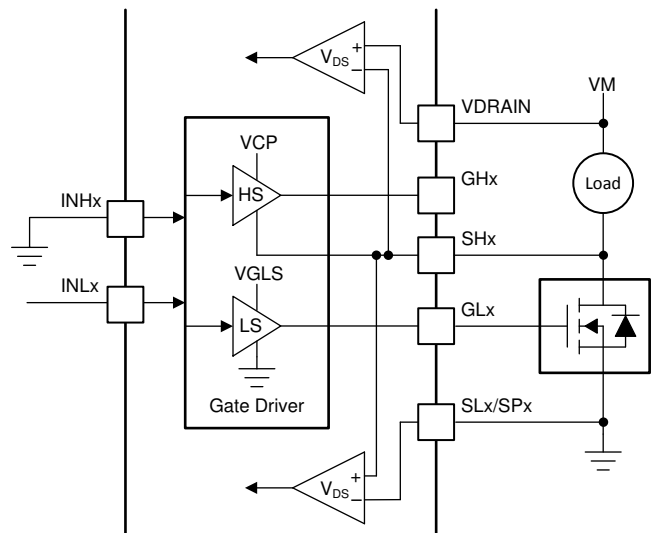 VDS
+
−
VM
VDRAIN
VCP
Load
GHx
HS
INHx
SHx
VGLS
INLx
GLx
LS
Gate Driver
SLx/SPx
VDS
+
−